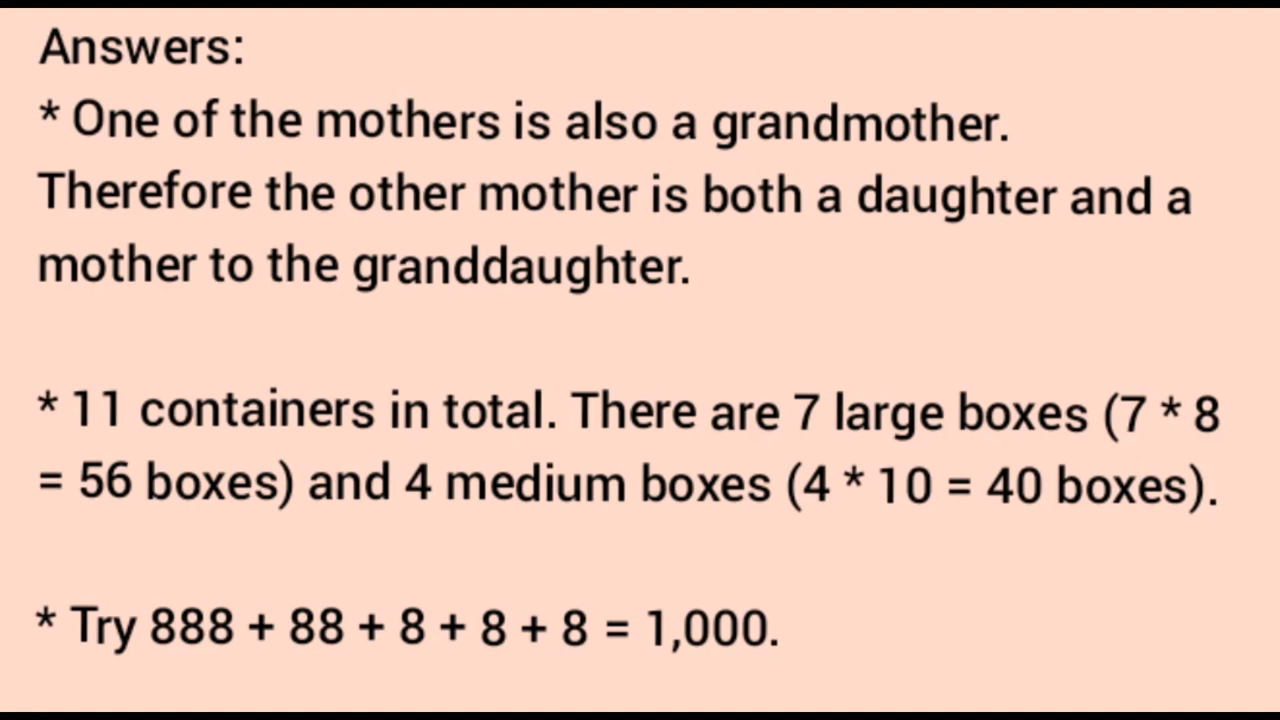 Answers:
* One of the mothers is also a grandmother.
Therefore the other mother is both a daughter and a
mother to the granddaughter.
* 11 containers in total. There are 7 large boxes (7 * 8
= 56 boxes) and 4 medium boxes (4 * 10 = 40 boxes).
* Try 888 + 88 + 8 + 8 + 8 = 1,000.